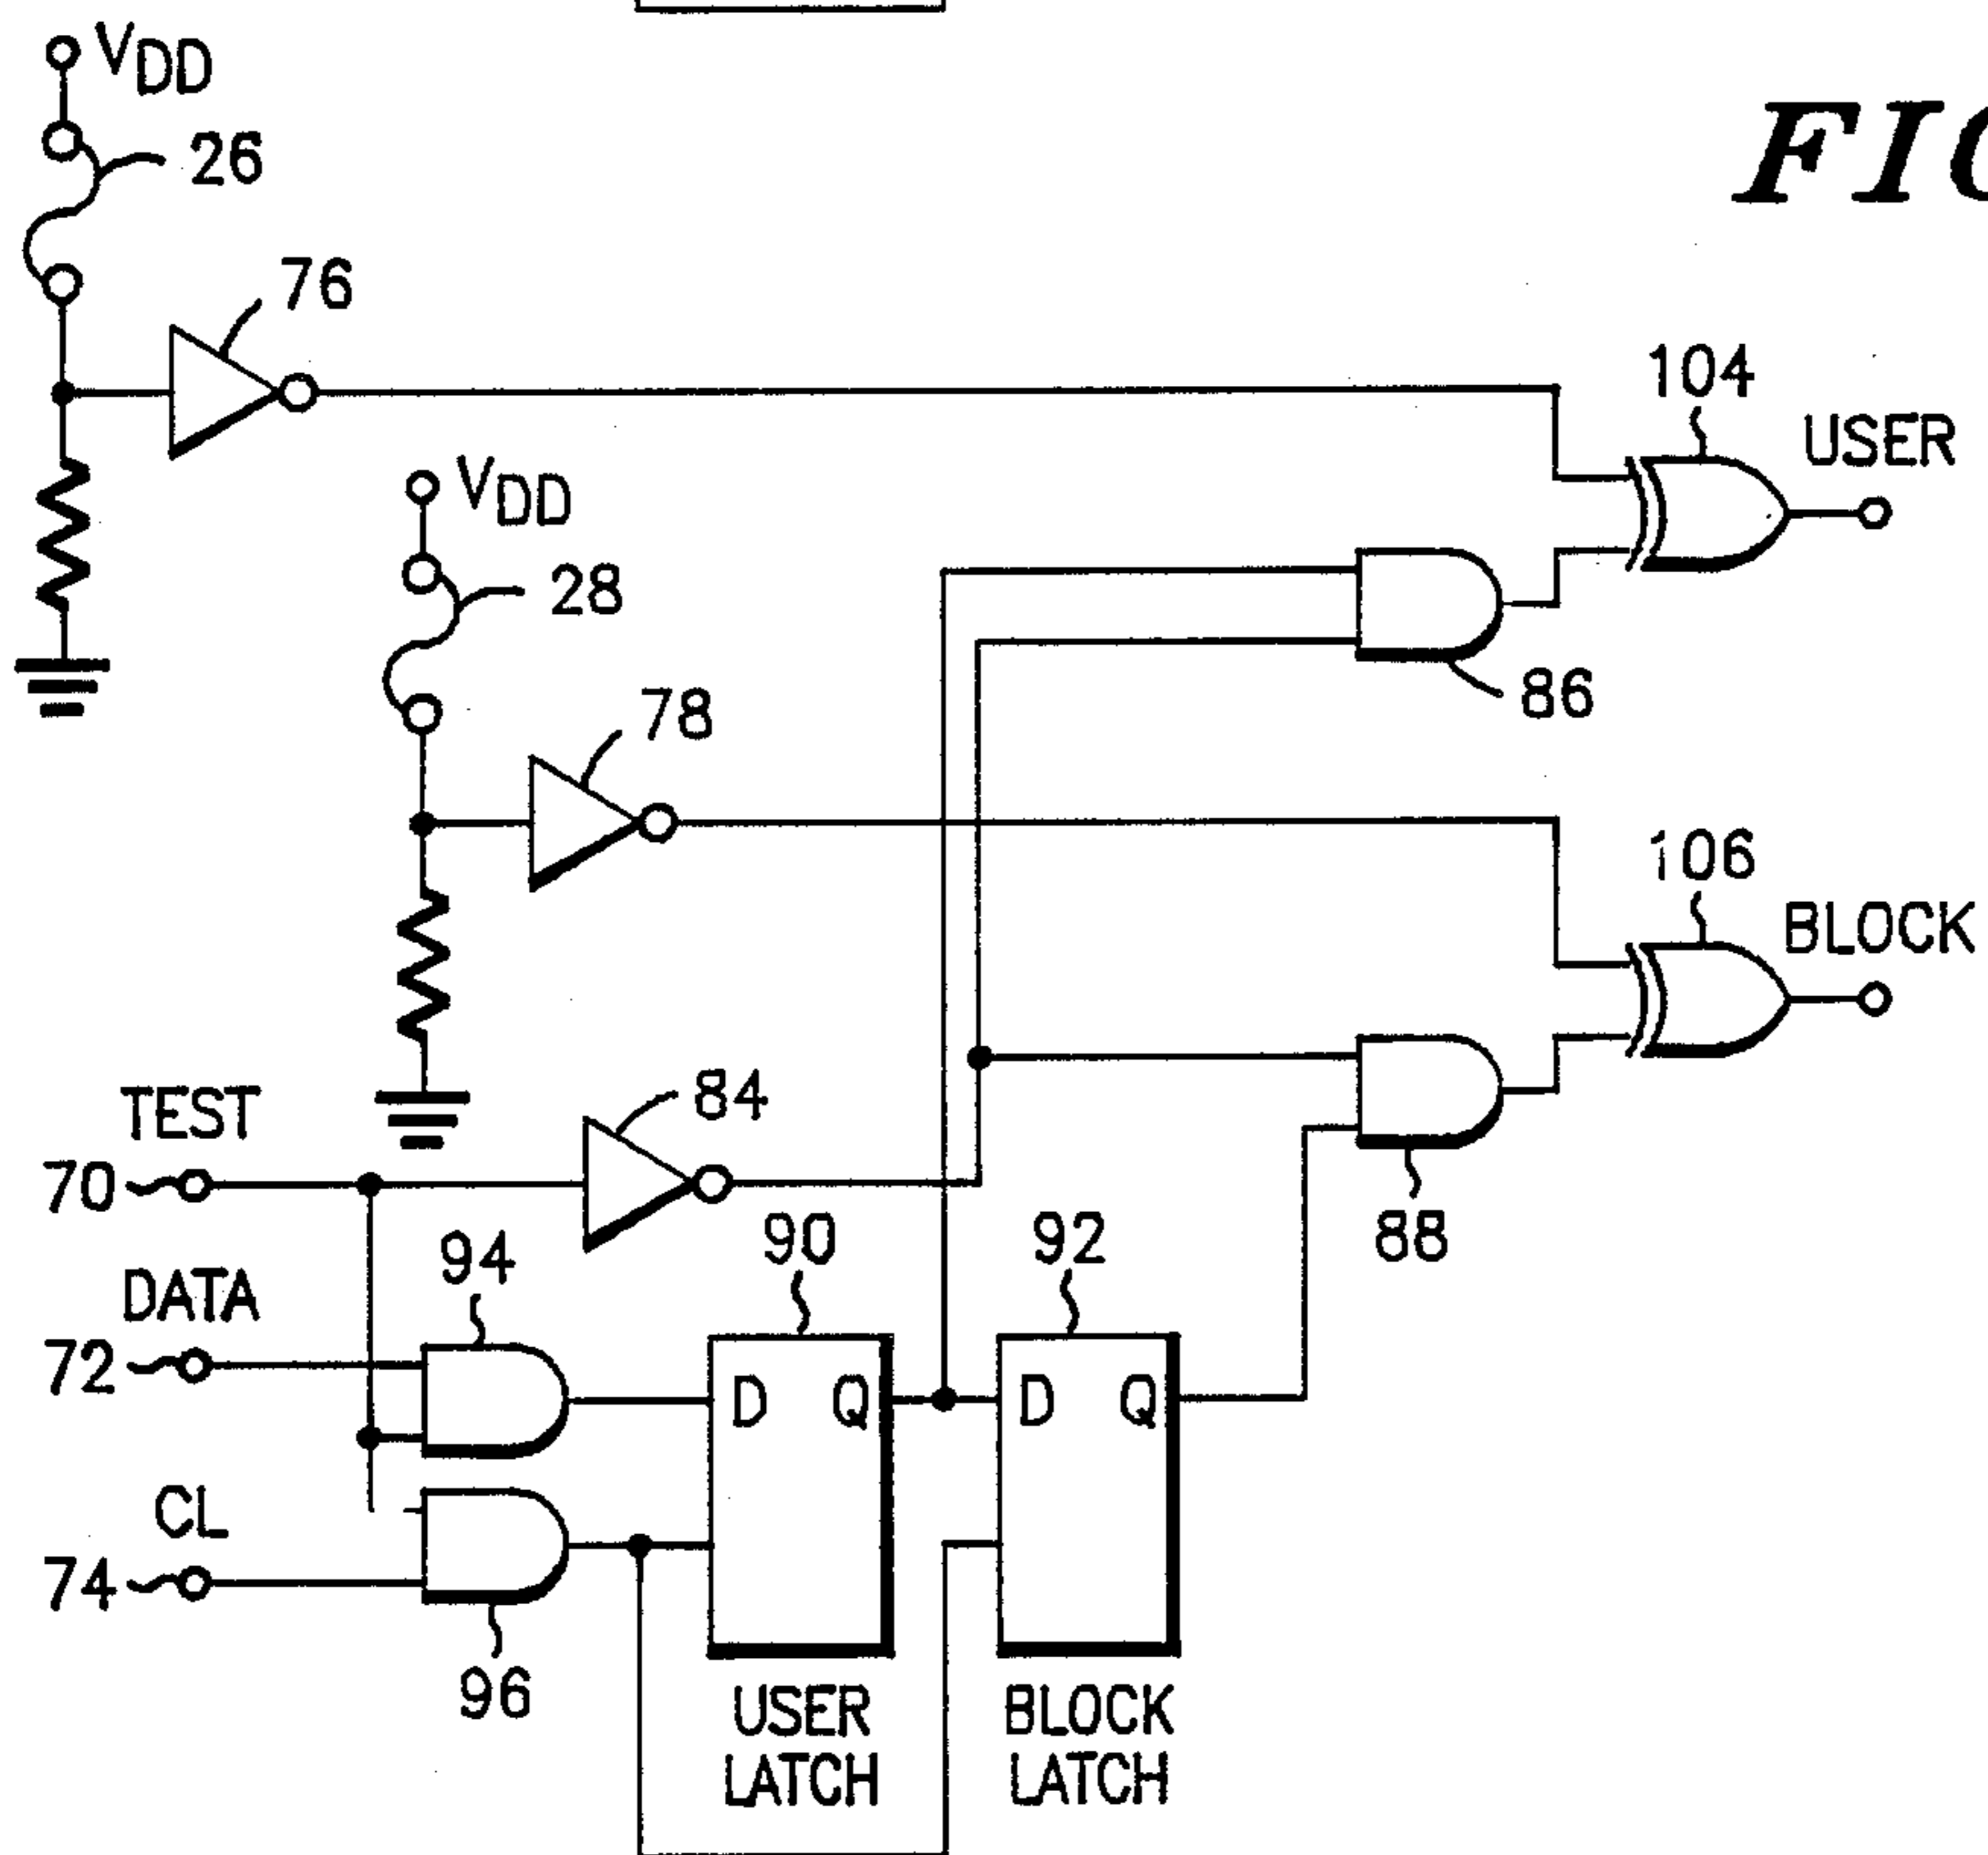 VDD
26
FIG
76
104
USER
VDD
28
86
78
106
BLOCK
TEST
84
70
94
90
92
88
DATA
72
D Q
D Q
CL
74
96
USER
LATCH
BLOCK
LATCH